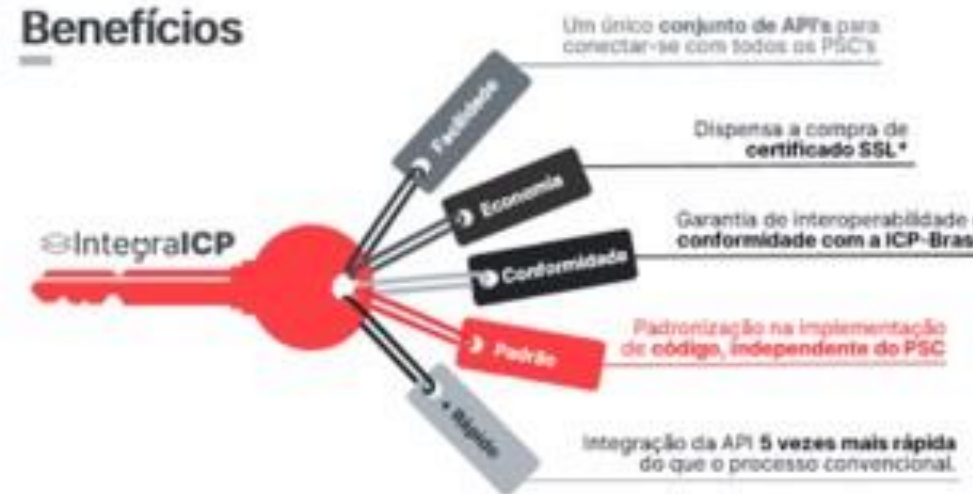 Benefícios
Um único conjunto de API's para
conectar-se com todos os PSC's
Facilidade
Dispensa a compra de
certificado SSL*
Economia
Garantia de interoperabilidade
conformidade com a ICP-Bras
IntegraICP
Conformidade
Padronização na implementação
de código, independente do PSC
Padrão
+ Rápido
Integração da API 5 vezes mais rápida
do que o processo convencional.